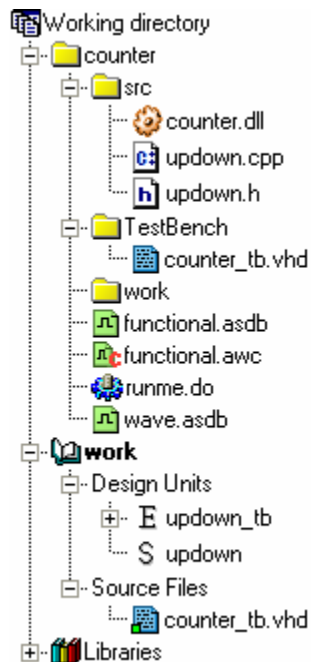 Working directory
counter
src
counter.dll
updown.cpp
updown.h
TestBench
counter_tb.vhd
work
functional.asdb
functional.awc
runme.do
wave.asdb
work
Design Units
E updown_tb
S updown
Source Files
counter_tb.vhd
Libraries